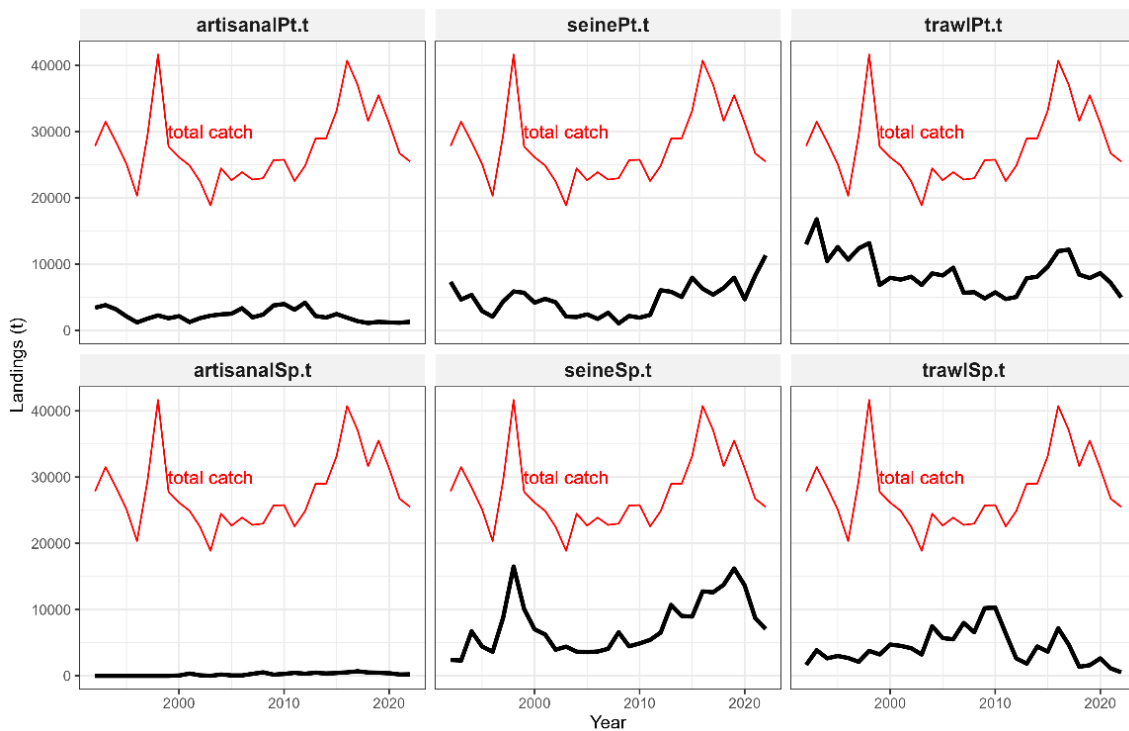 artisanalPt.t seinePt.t trawlPt.t
40000
total catch total catch total catch
30000
20000
10000
0
Landings (t)
artisanalSp.t seineSp.t trawlSp.t
40000
total catch total catch total catch
30000
20000
10000
0
2000 2010 2020 2000 2010 2020 2000 2010 2020
Year